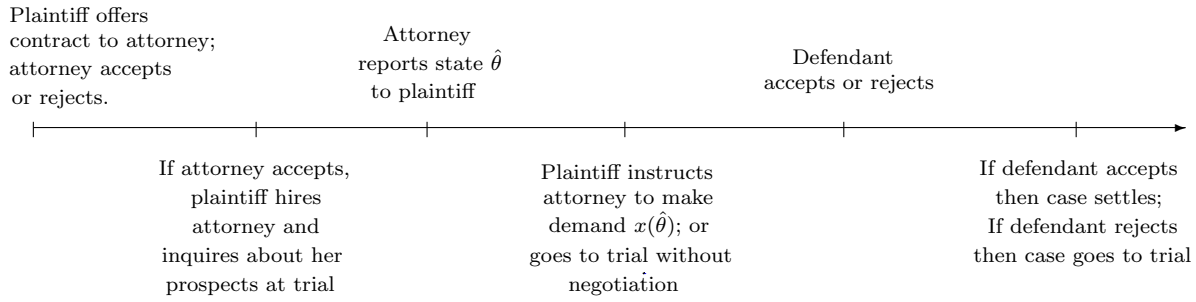 Plaintiff offers
contract to attorney;
attorney accepts
or rejects.
If attorney accepts,
plaintiff hires
attorney and
inquires about her
prospects at trial
Attorney
reports state θ̂
to plaintiff
Plaintiff instructs
attorney to make
demand x(θ̂); or
goes to trial without
negotiation
Defendant
accepts or rejects
If defendant accepts
then case settles;
If defendant rejects
then case goes to trial